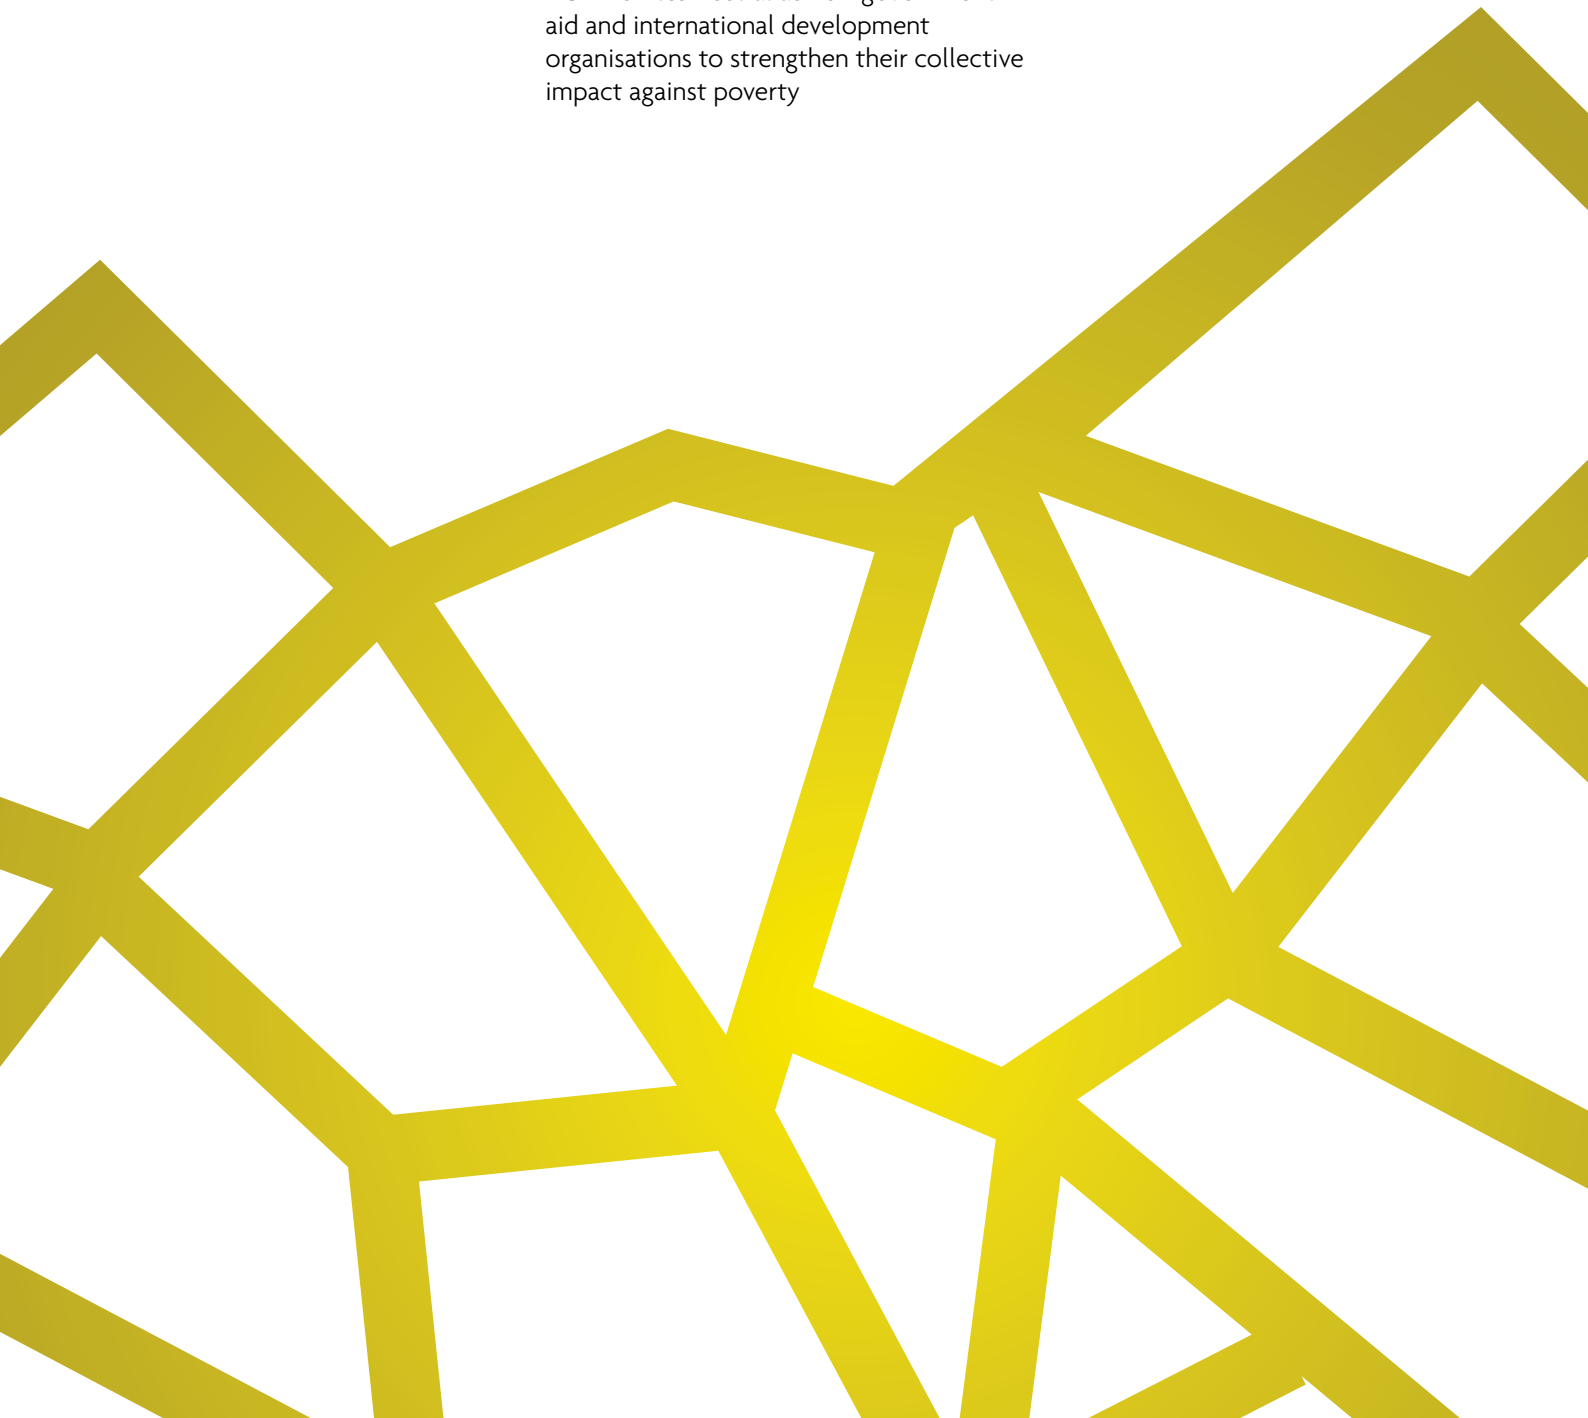 aid and international development
organisations to strengthen their collective
impact against poverty